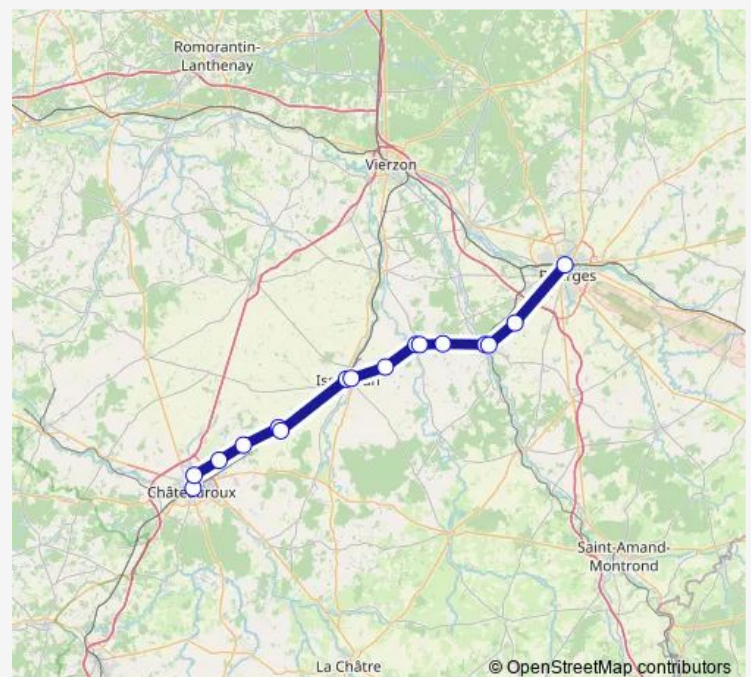 Romorantin-
Lanthenay
Vierzon
Châteauroux
Saint-Amand-
Montrond
La Châtre
© OpenStreetMap contributors